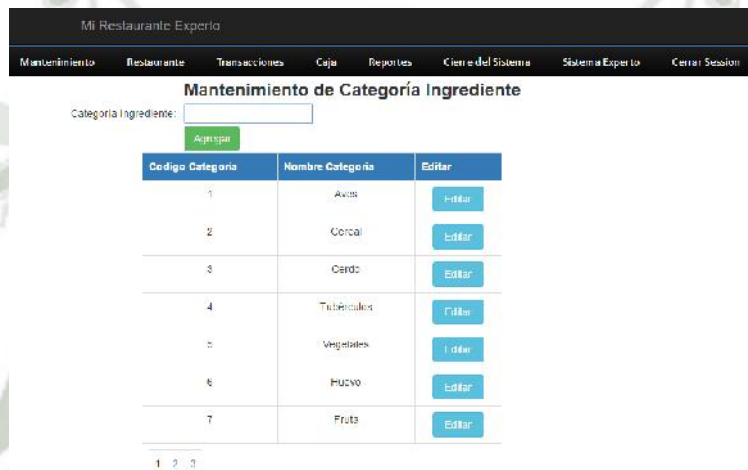 Mi Restaurante Experto
Mantenimiento Restaurante Transacciones Caja Reportes Cierre del Sistema Sistema Experto Cerrar Session
Mantenimiento de Categoría Ingrediente
Categoria Ingrediente:
Agregar
Codigo Categoria Nombre Categoria Editar
1 Aves Editar
2 Cereal Editar
3 Cerdo Editar
4 Tubérculos Editar
5 Vegetales Editar
6 Huevo Editar
7 Fruta Editar
1 2 3